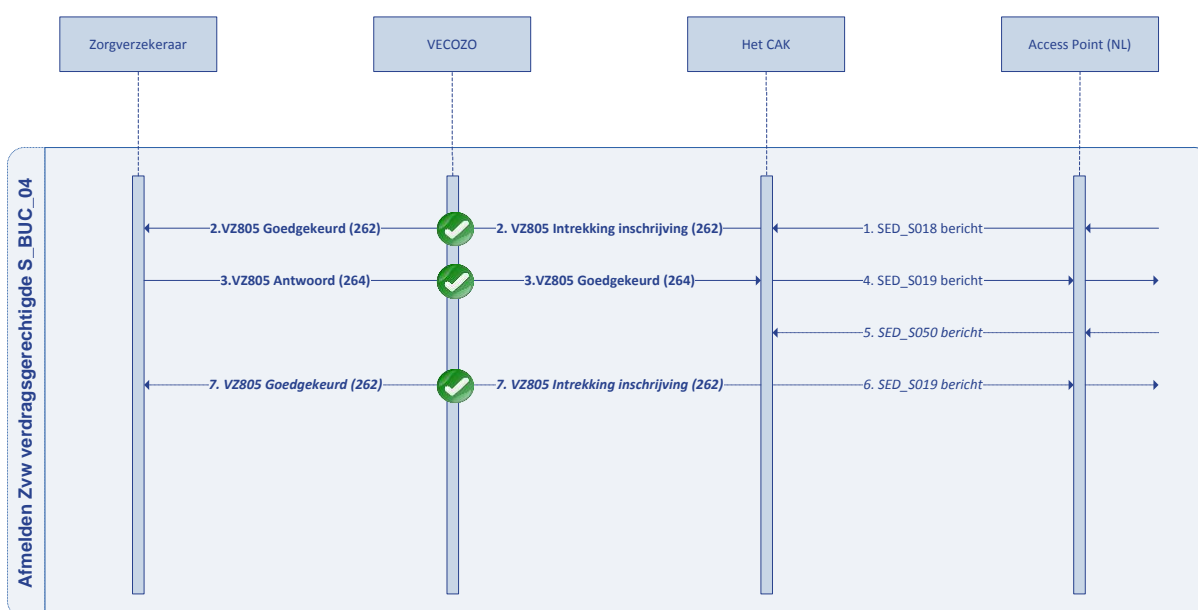 Zorgverzekeraar
VECOZO
Het CAK
Access Point (NL)
Afmelden Zvw verdragsgerechtigde S_BUC_04
2.VZ805 Goedgekeurd (262)
2. VZ805 Intrekking inschrijving (262)
1. SED_S018 bericht
3.VZ805 Antwoord (264)
3.VZ805 Goedgekeurd (264)
4. SED_S019 bericht
5. SED_S050 bericht
7. VZ805 Goedgekeurd (262)
7. VZ805 Intrekking inschrijving (262)
6. SED_S019 bericht